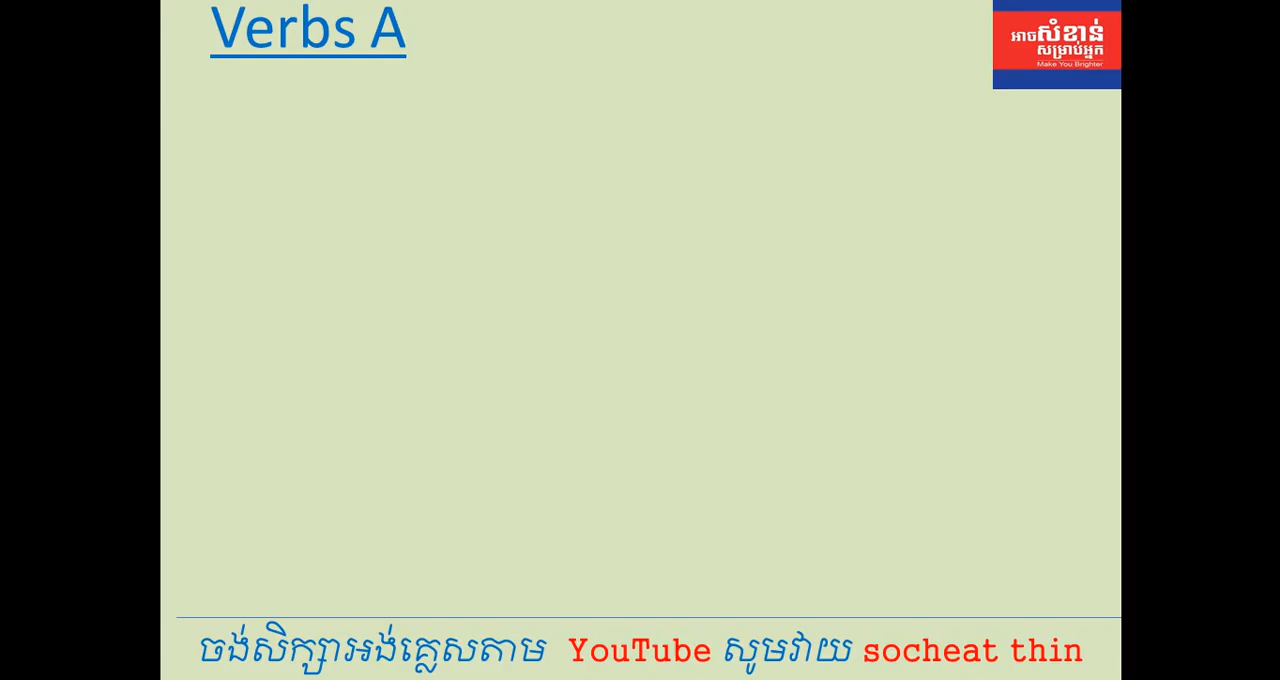 Verbs A
អាចសំខាន់
សម្រាប់អ្នក
Make You Brighter
ចង់សិក្សាអង់គ្លេសតាម YouTube សូមវាយ socheat thin